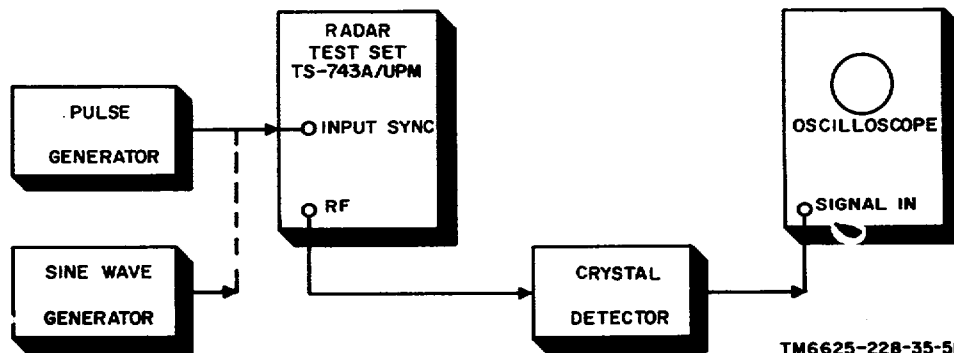 RADAR
TEST SET
TS-743A/UPM
INPUT SYNC
RF
PULSE
GENERATOR
SINE WAVE
GENERATOR
CRYSTAL
DETECTOR
OSCILLOSCOPE
SIGNAL IN